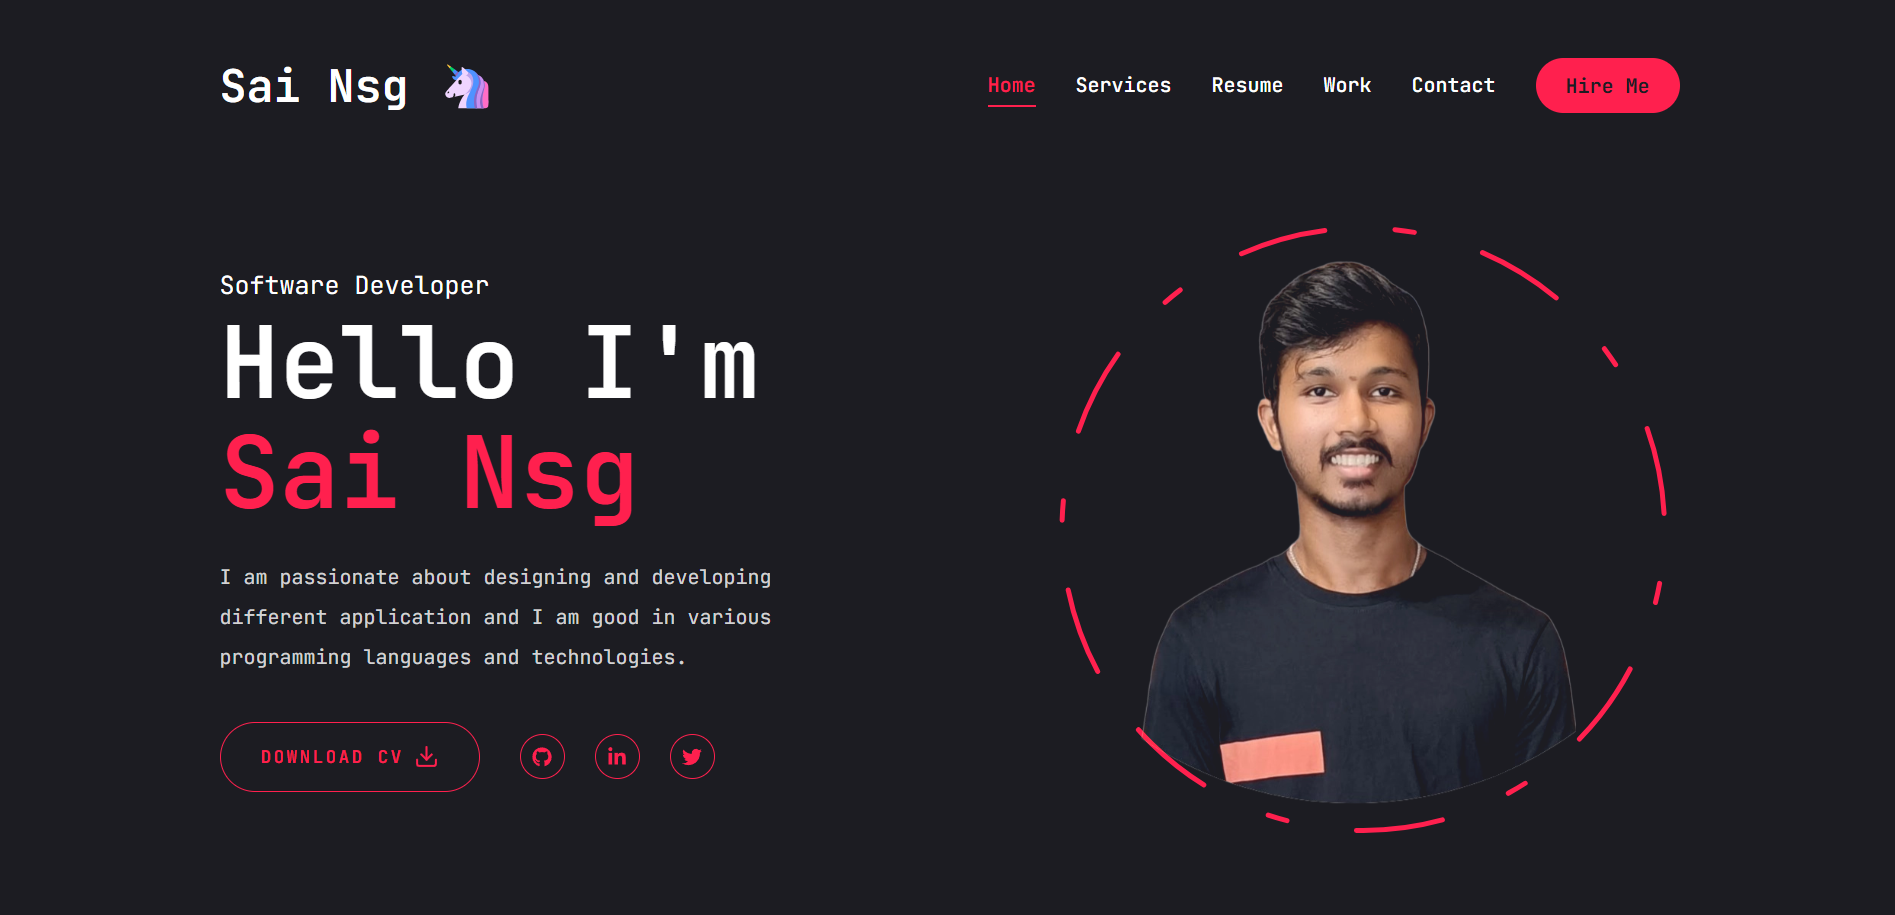 Sai Nsg 🦄
Home Services Resume Work Contact Hire Me
Software Developer
Hello I'm
Sai Nsg
I am passionate about designing and developing
different application and I am good in various
programming languages and technologies.
DOWNLOAD CV
in